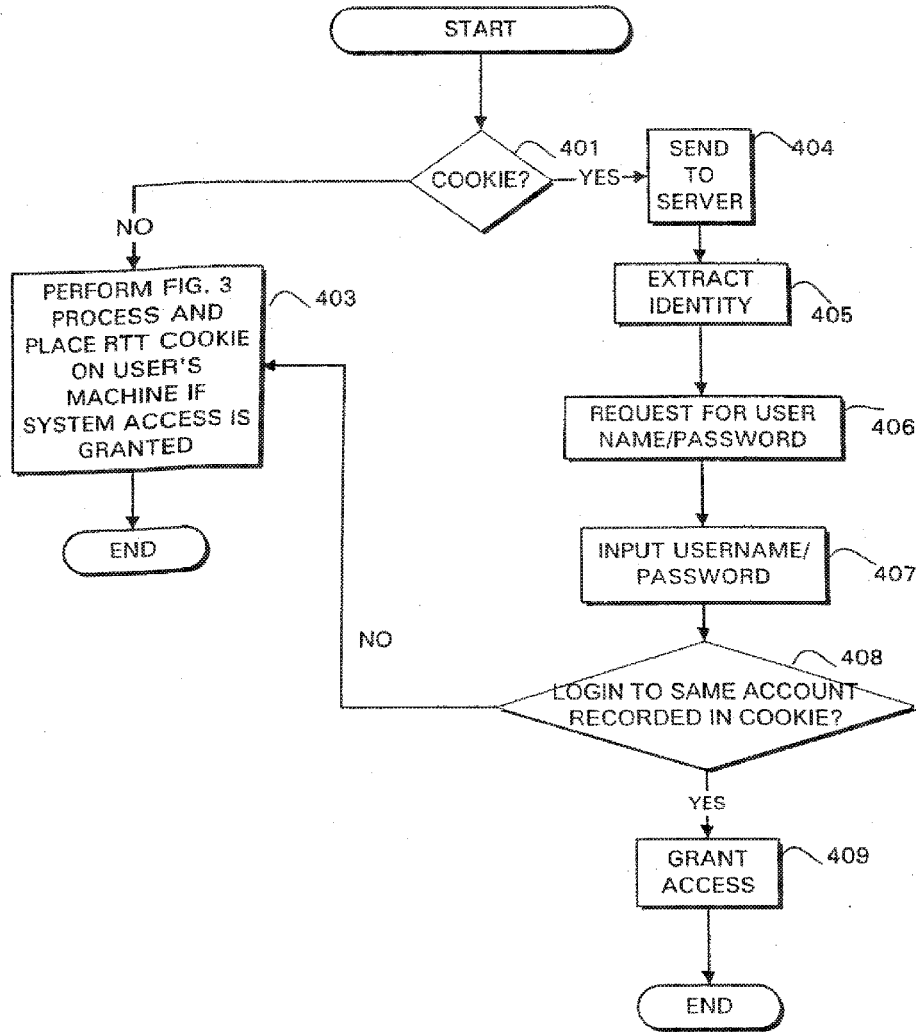 START
COOKIE?
401
YES
SEND
TO
SERVER
404
NO
PERFORM FIG. 3
PROCESS AND
PLACE RTT COOKIE
ON USER'S
MACHINE IF
SYSTEM ACCESS IS
GRANTED
403
END
EXTRACT
IDENTITY
405
REQUEST FOR USER
NAME/PASSWORD
406
INPUT USERNAME/
PASSWORD
407
NO
LOGIN TO SAME ACCOUNT
RECORDED IN COOKIE?
408
YES
GRANT
ACCESS
409
END